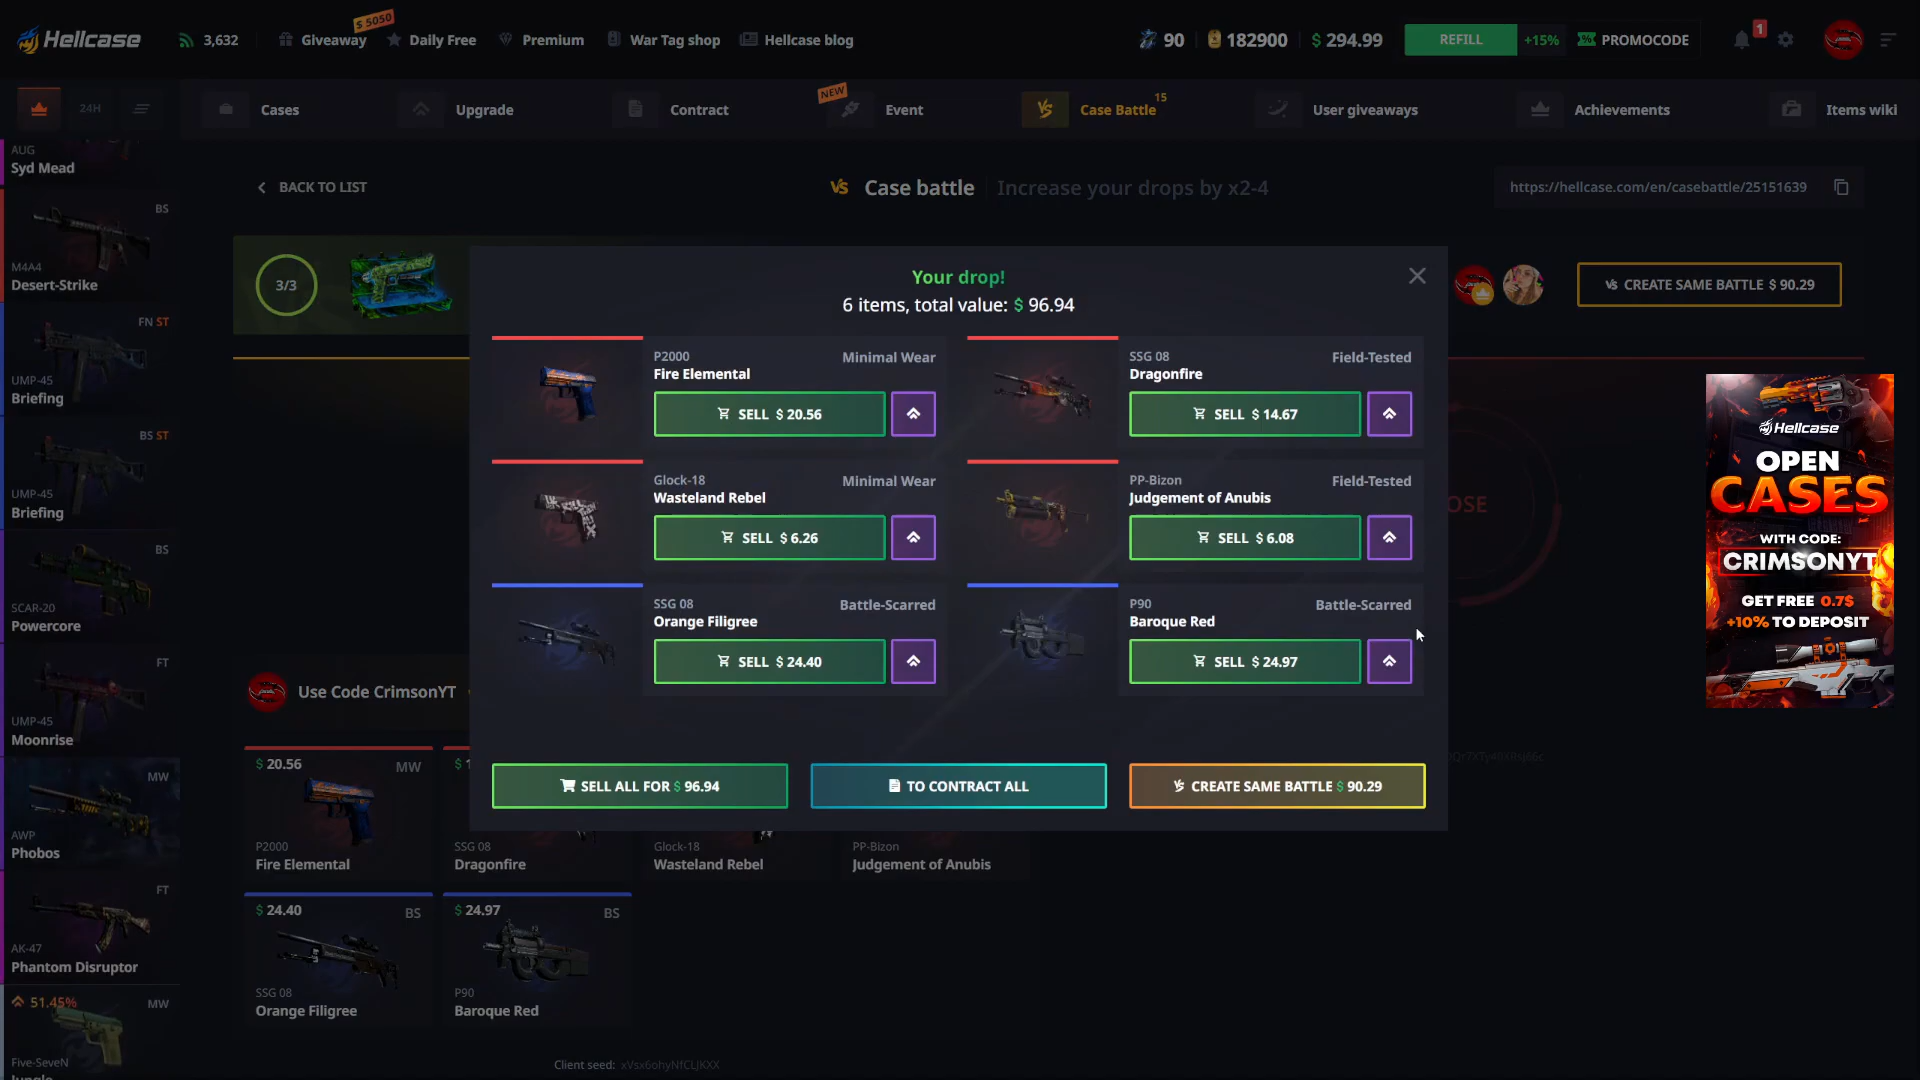 Hellcase
3,632
Giveaway
$ 5050
Daily Free
Premium
War Tag shop
Hellcase blog
90
182900
$ 294.99
REFILL
+15%
PROMOCODE
1
24H
Cases
Upgrade
Contract
NEW
Event
Case Battle
15
User giveaways
Achievements
Items wiki
AUG
Syd Mead
BS
M4A4
Desert-Strike
FN ST
UMP-45
Briefing
BS ST
UMP-45
Briefing
BS
SCAR-20
Powercore
FT
UMP-45
Moonrise
MW
AWP
Phobos
FT
AK-47
Phantom Disruptor
51.45%
MW
Five-SeveN
BACK TO LIST
VS Case battle
Increase your drops by x2-4
https://hellcase.com/en/casebattle/25151639
3/3
CREATE SAME BATTLE $ 90.29
Your drop!
6 items, total value: $ 96.94
P2000
Fire Elemental
Minimal Wear
SELL $ 20.56
SSG 08
Dragonfire
Field-Tested
SELL $ 14.67
Glock-18
Wasteland Rebel
Minimal Wear
SELL $ 6.26
PP-Bizon
Judgement of Anubis
Field-Tested
SELL $ 6.08
SSG 08
Orange Filigree
Battle-Scarred
SELL $ 24.40
P90
Baroque Red
Battle-Scarred
SELL $ 24.97
SELL ALL FOR $ 96.94
TO CONTRACT ALL
CREATE SAME BATTLE $ 90.29
OSE
Hellcase
OPEN
CASES
WITH CODE:
CRIMSONYT
GET FREE 0.7$
+10% TO DEPOSIT
Use Code CrimsonYT
$ 20.56
MW
P2000
Fire Elemental
$ 1
SSG 08
Dragonfire
Glock-18
Wasteland Rebel
PP-Bizon
Judgement of Anubis
$ 24.40
BS
SSG 08
Orange Filigree
$ 24.97
BS
P90
Baroque Red
Client seed: xVsx6ohyNfCLJKXX